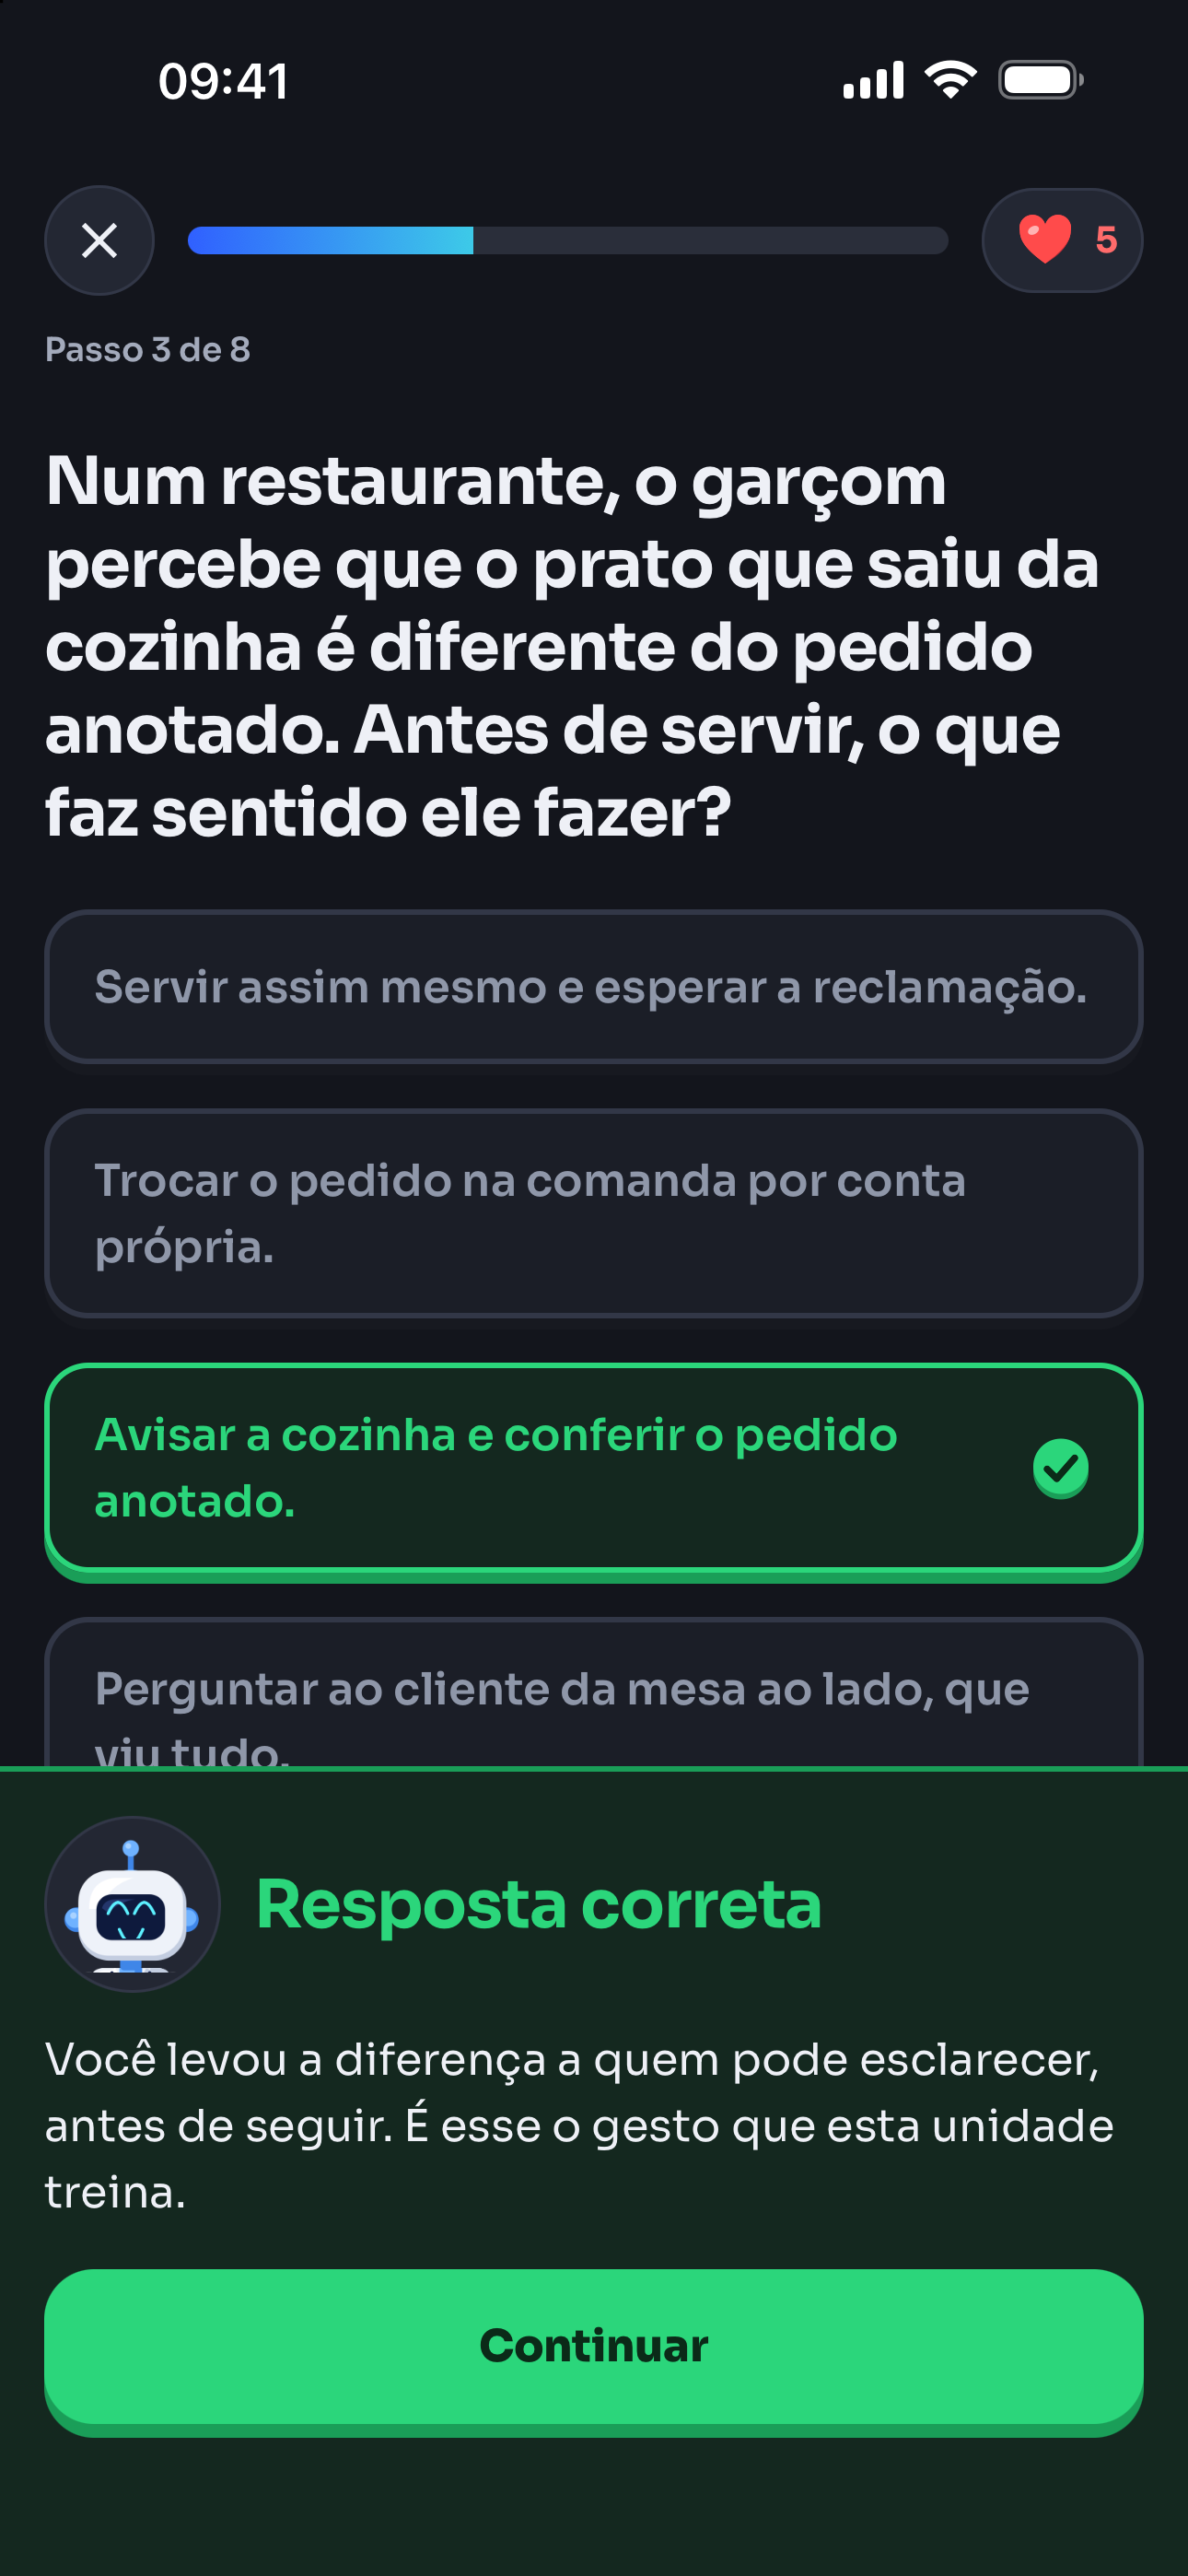 09:41
5
Passo 3 de 8
Num restaurante, o garçom
percebe que o prato que saiu da
cozinha é diferente do pedido
anotado. Antes de servir, o que
faz sentido ele fazer?
Servir assim mesmo e esperar a reclamação.
Trocar o pedido na comanda por conta
própria.
Avisar a cozinha e conferir o pedido
anotado.
Perguntar ao cliente da mesa ao lado, que
viu tudo.
Resposta correta
Você levou a diferença a quem pode esclarecer,
antes de seguir. É esse o gesto que esta unidade
treina.
Continuar